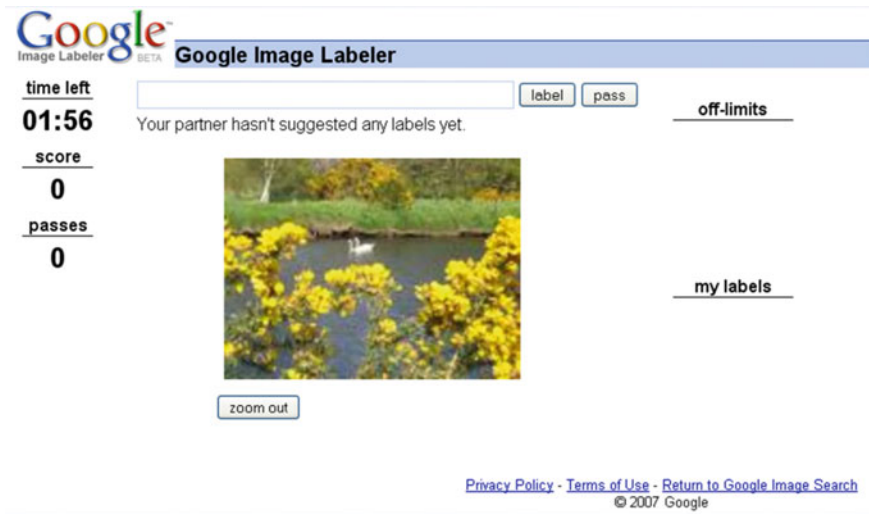 Google™
Image Labeler BETA
Google Image Labeler
time left
01:56
score
0
passes
0
label
pass
Your partner hasn't suggested any labels yet.
zoom out
off-limits
my labels
Privacy Policy - Terms of Use - Return to Google Image Search
© 2007 Google